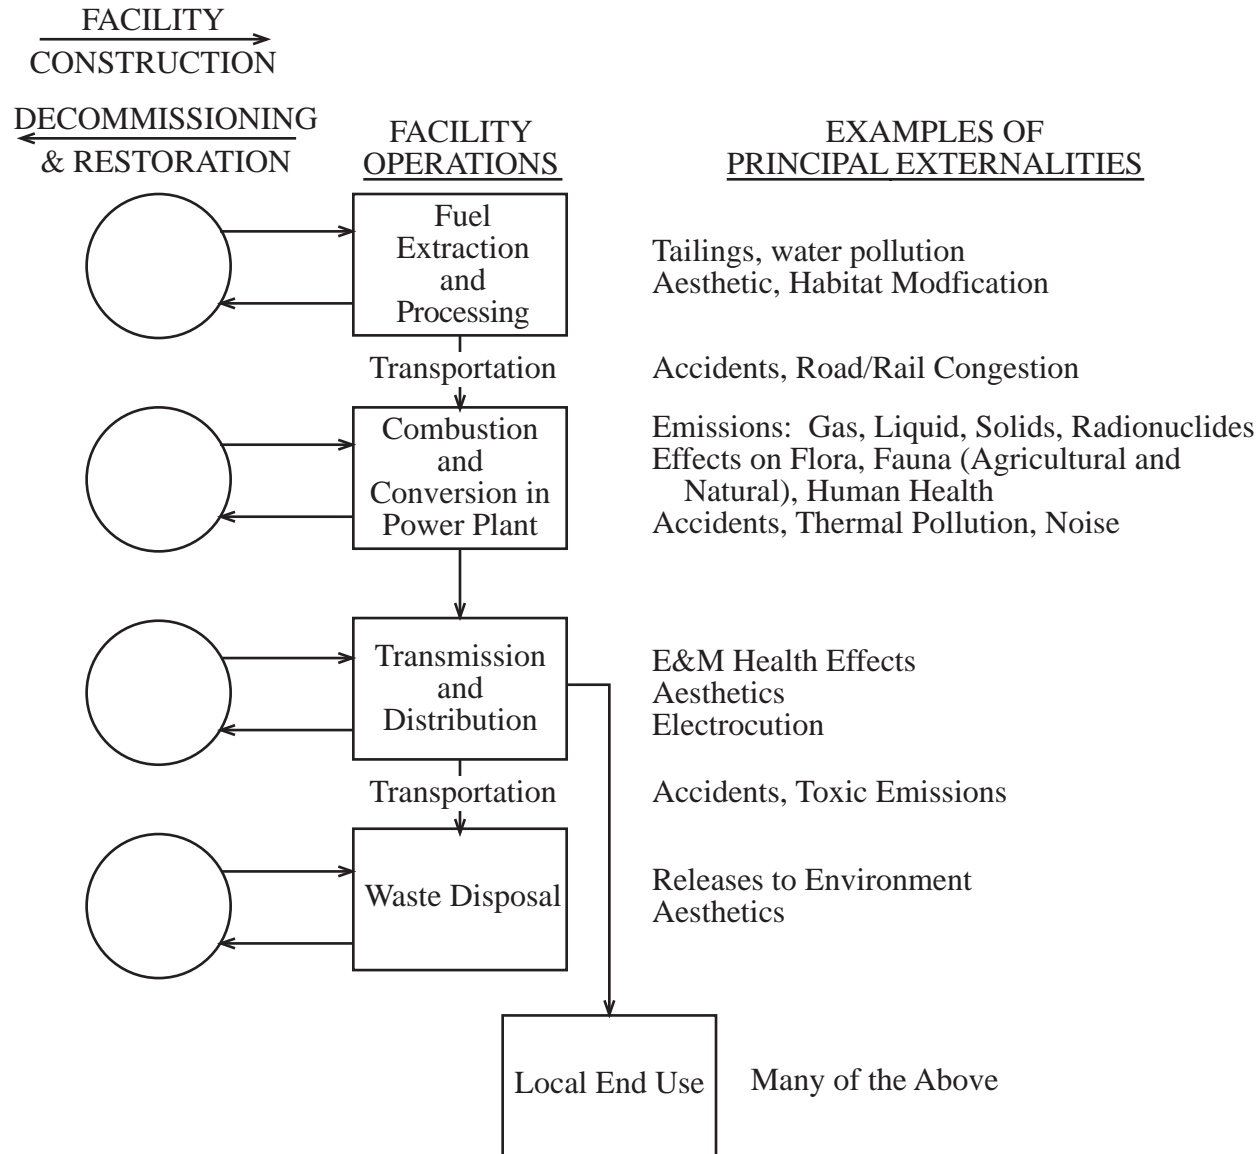 FACILITY
CONSTRUCTION
DECOMMISSIONING
& RESTORATION
FACILITY
OPERATIONS
EXAMPLES OF
PRINCIPAL EXTERNALITIES
Fuel
Extraction
and
Processing
Tailings, water pollution
Aesthetic, Habitat Modfication
Transportation
Accidents, Road/Rail Congestion
Combustion
and
Conversion in
Power Plant
Emissions: Gas, Liquid, Solids, Radionuclides
Effects on Flora, Fauna (Agricultural and
Natural), Human Health
Accidents, Thermal Pollution, Noise
Transmission
and
Distribution
E&M Health Effects
Aesthetics
Electrocution
Transportation
Accidents, Toxic Emissions
Waste Disposal
Releases to Environment
Aesthetics
Local End Use
Many of the Above